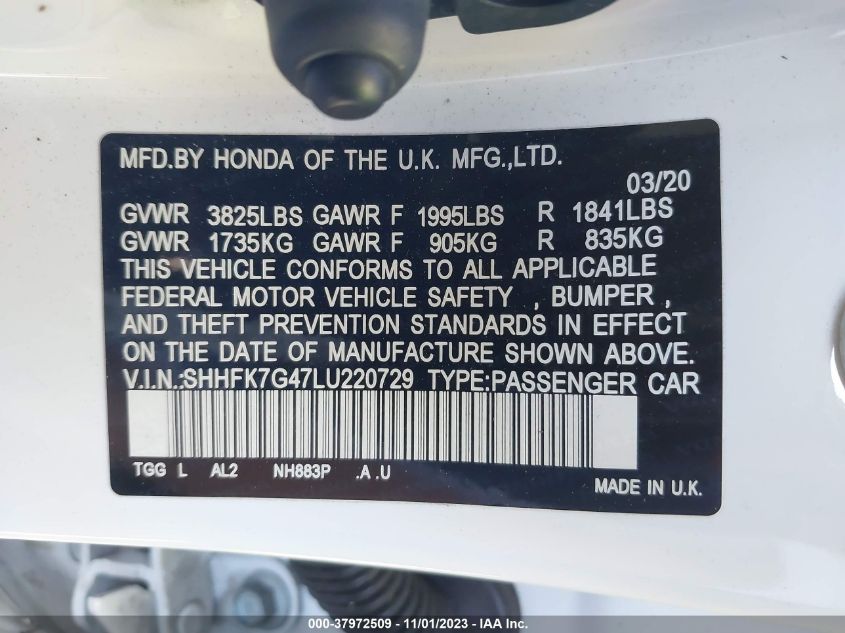 MFD.BY HONDA OF THE U.K. MFG.,LTD.
03/20
GVWR 3825LBS GAWR F 1995LBS R 1841LBS
GVWR 1735KG GAWR F 905KG R 835KG
THIS VEHICLE CONFORMS TO ALL APPLICABLE
FEDERAL MOTOR VEHICLE SAFETY , BUMPER ,
AND THEFT PREVENTION STANDARDS IN EFFECT
ON THE DATE OF MANUFACTURE SHOWN ABOVE.
V.I.N.:SHHFK7G47LU220729 TYPE:PASSENGER CAR
TGG L AL2 NH883P .A .U
MADE IN U.K.
000-37972509 | 11/01/2023 - Copyright © 2023 IAA, Inc.